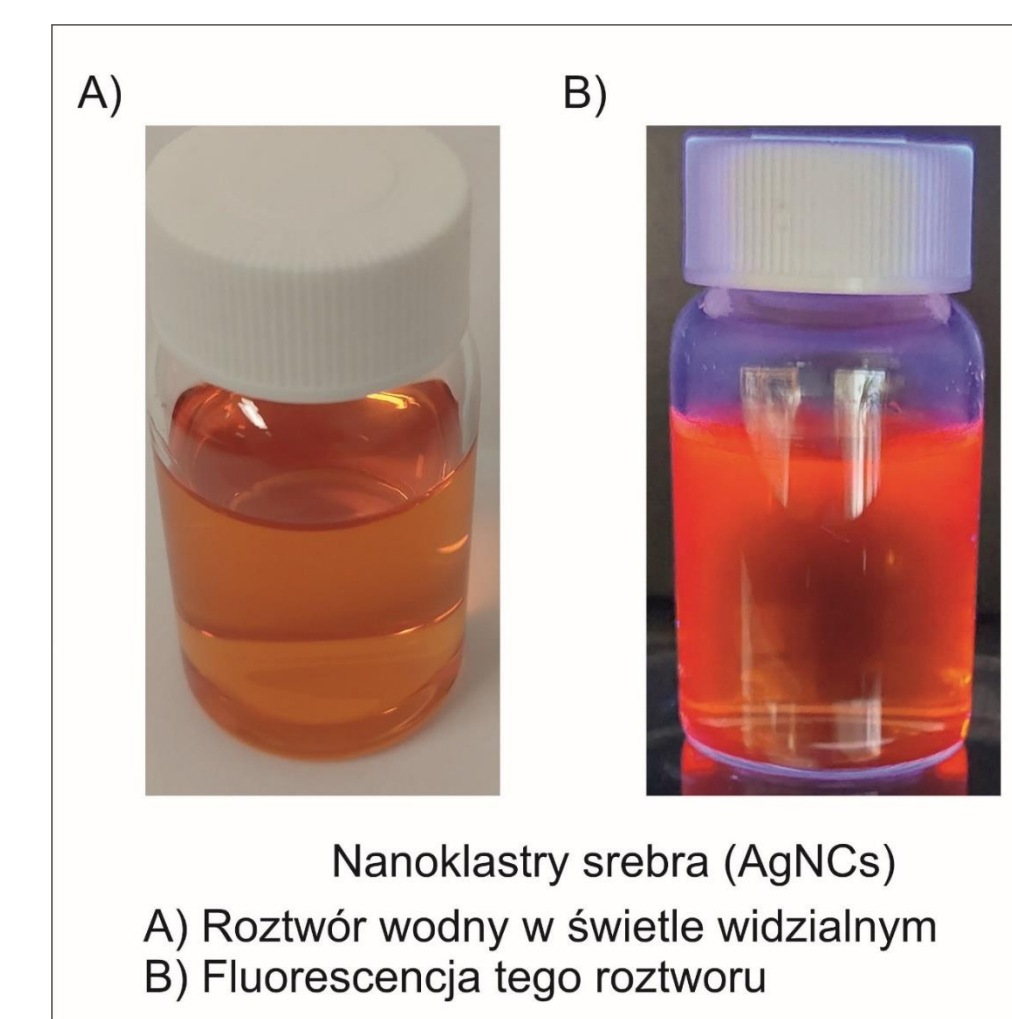 A)
B)
Nanoklastry srebra (AgNCs)
A) Roztwór wodny w świetle widzialnym
B) Fluorescencja tego roztworu